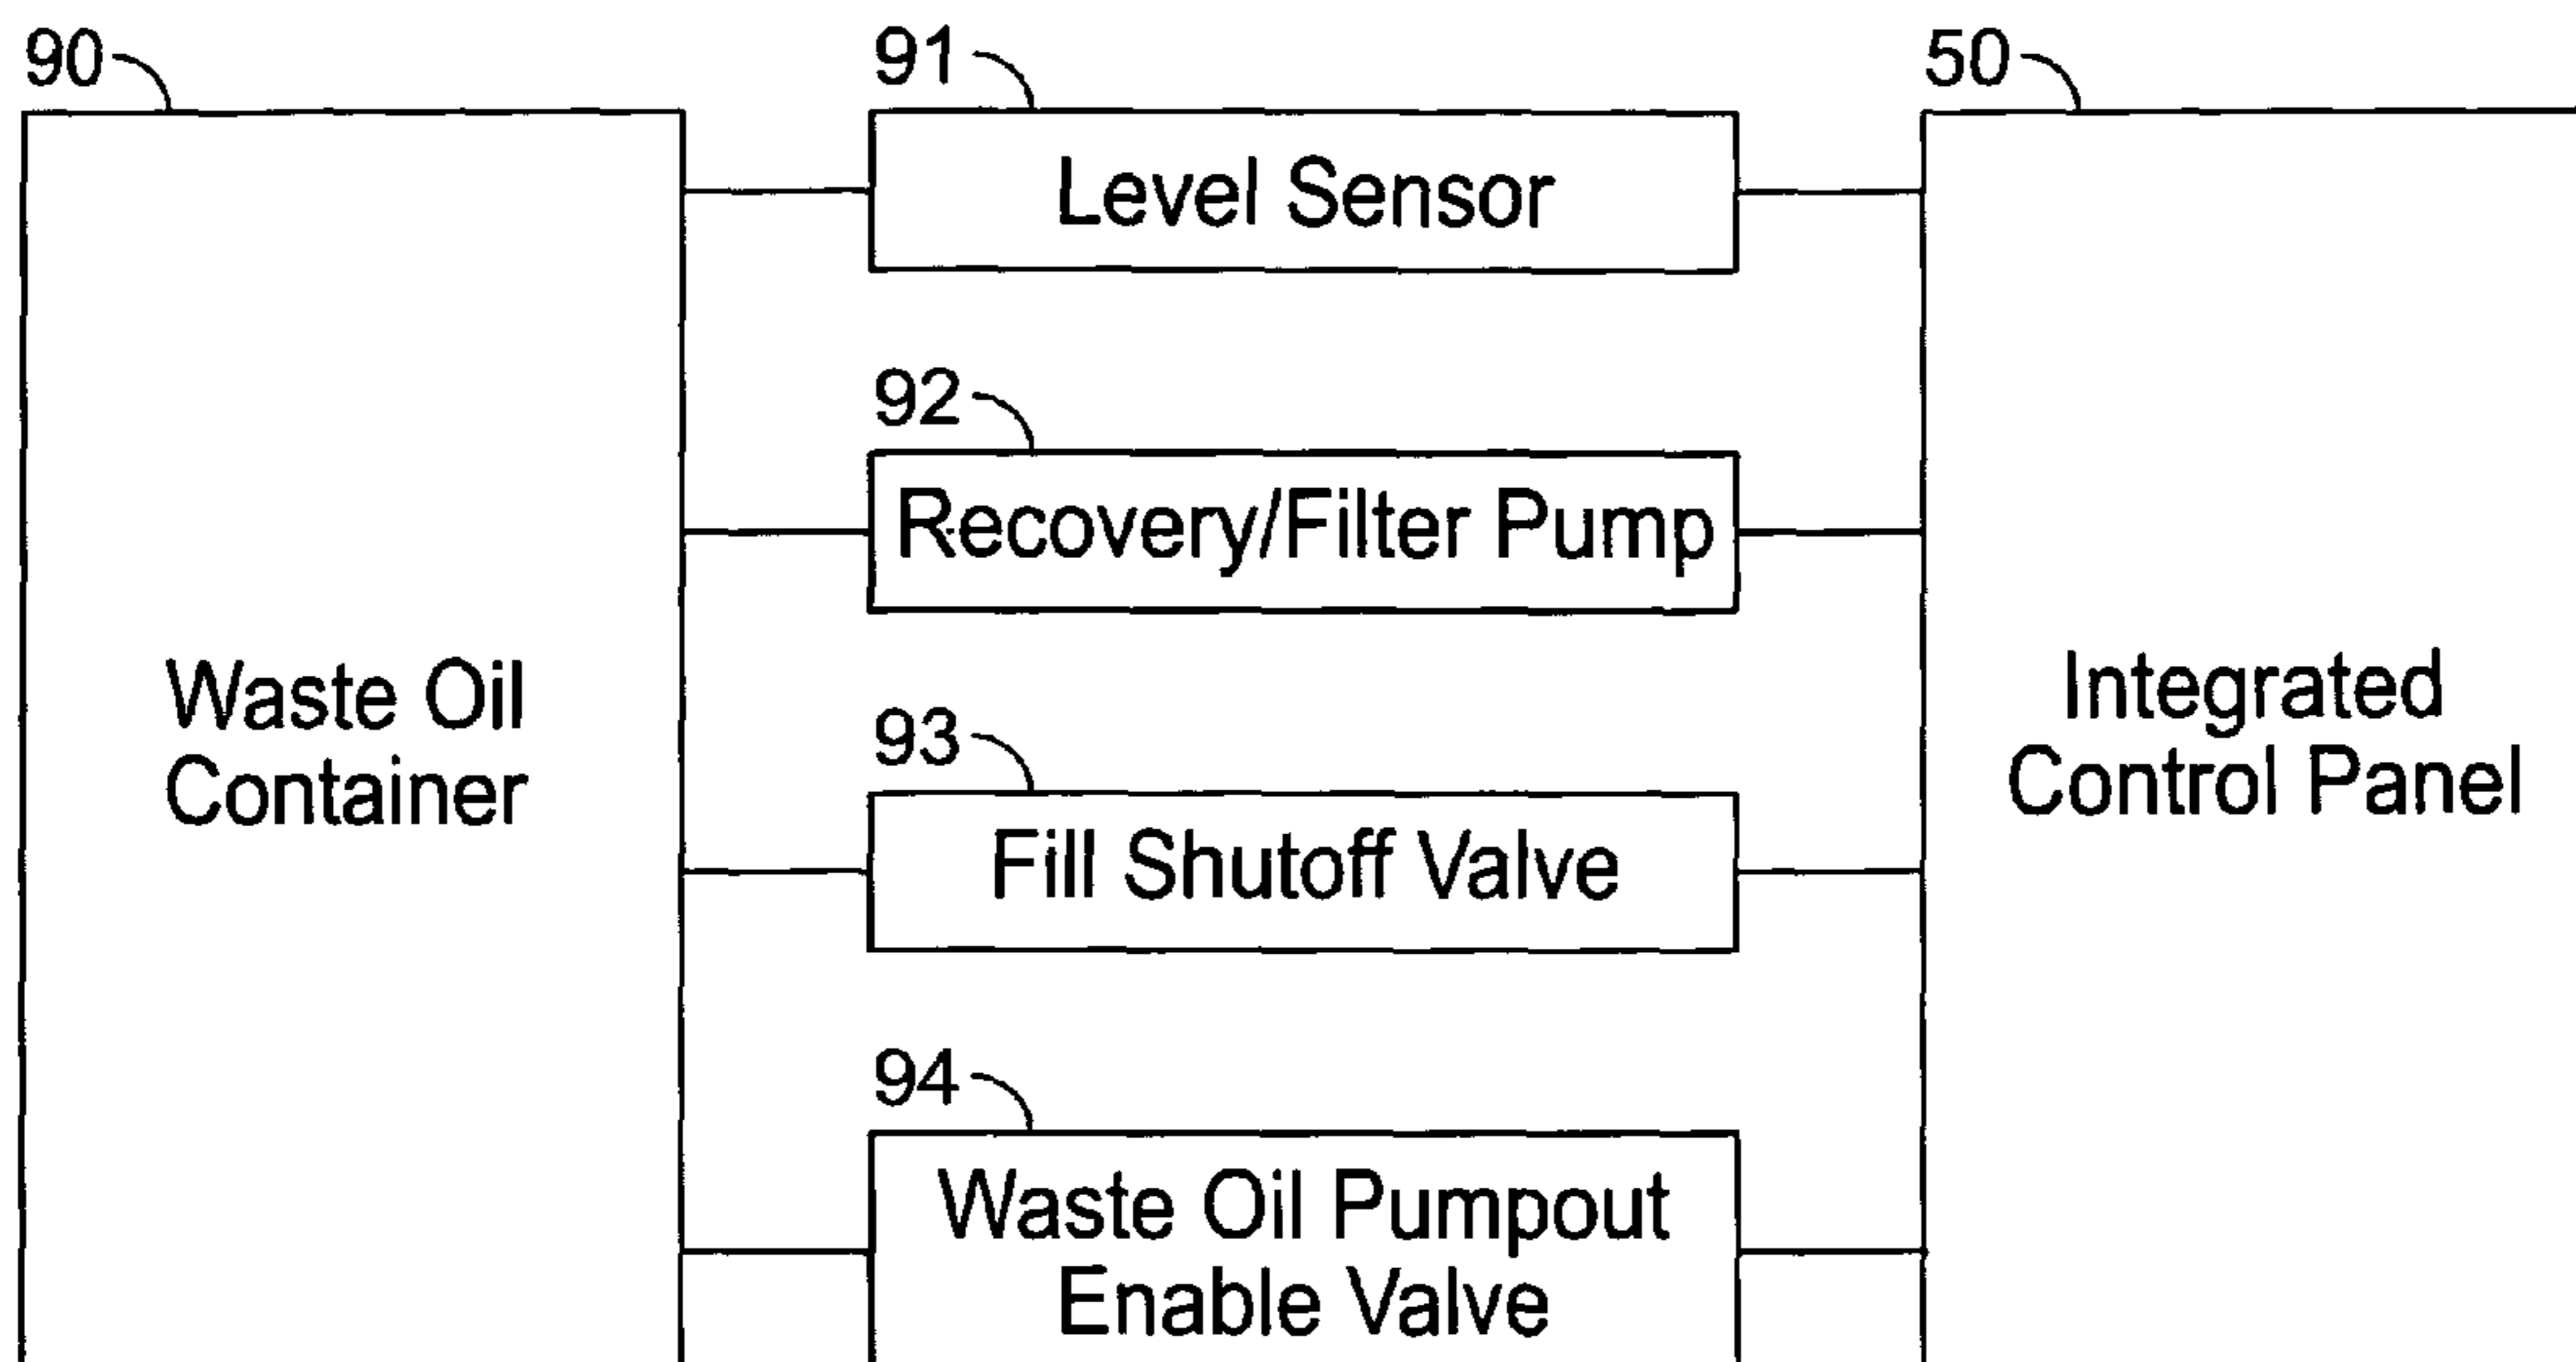 90
91
50
Level Sensor
92
Recovery/Filter Pump
Waste Oil
Container
Integrated
Control Panel
93
Fill Shutoff Valve
94
Waste Oil Pumpout
Enable Valve